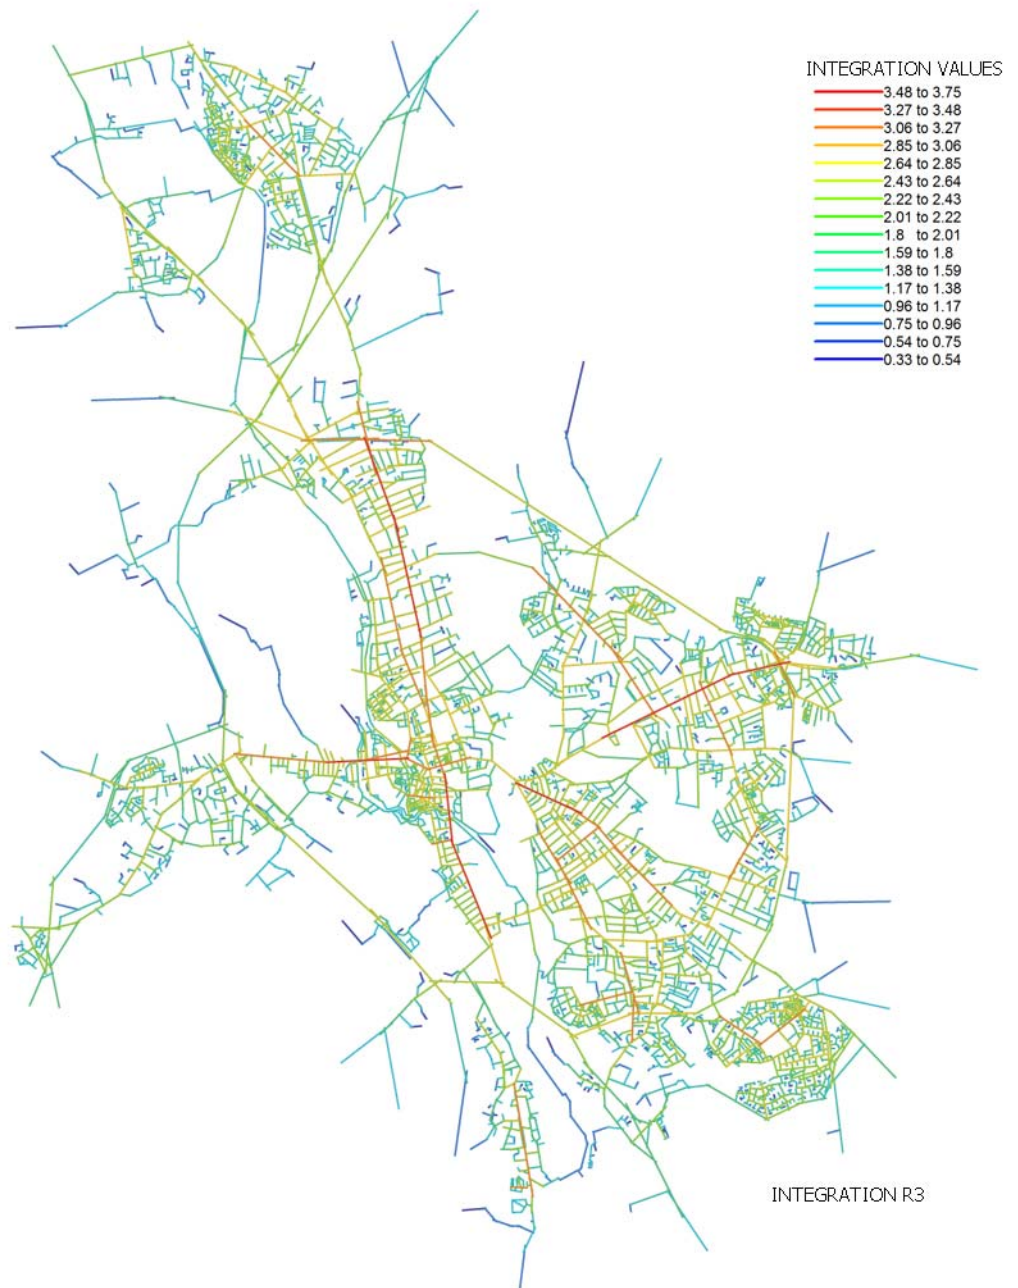 INTEGRATION VALUES
3.48 to 3.75
3.27 to 3.48
3.06 to 3.27
2.85 to 3.06
2.64 to 2.85
2.43 to 2.64
2.22 to 2.43
2.01 to 2.22
1.8 to 2.01
1.59 to 1.8
1.38 to 1.59
1.17 to 1.38
0.96 to 1.17
0.75 to 0.96
0.54 to 0.75
0.33 to 0.54
INTEGRATION R3